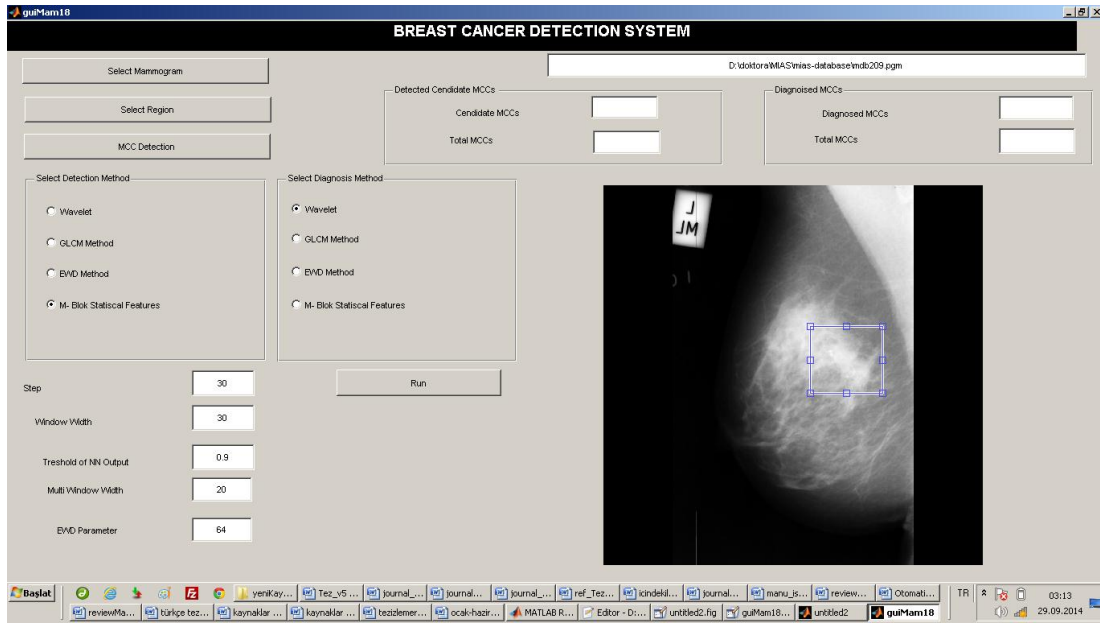 guiMam18
BREAST CANCER DETECTION SYSTEM
Select Mammogram
D:\doktora\MIAS\mias-database\mdb209.pgm
Select Region
MCC Detection
Detected Candidate MCCs
Cendidate MCCs
Total MCCs
Diagnoised MCCs
Diagnosed MCCs
Total MCCs
Select Detection Method
Wavelet
GLCM Method
EWD Method
M- Blok Statiscal Features
Select Diagnosis Method
Wavelet
GLCM Method
EWD Method
M- Blok Statiscal Features
L
ML
Step 30
Window Width 30
Treshold of NN Output 0.9
Multi Window Width 20
EWD Parameter 64
Run
Başlat yeniKay... Tez_v5 ... journal_... journal... journal_... ref_Tez... icindekil... manu_is... review... Otomati... TR 03:13
reviewMa... türkçe tez... kaynaklar ... kaynaklar ... tezizlemer... ocak-hazir... MATLAB R... Editor - D:... untitled2.fig guiMam18... untitled2 guiMam18 29.09.2014